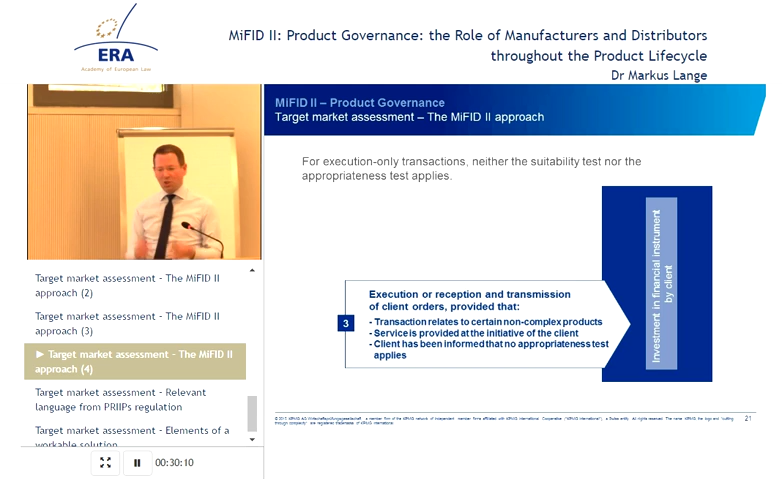 ERA
Academy of European Law
MiFID II: Product Governance: the Role of Manufacturers and Distributors
throughout the Product Lifecycle
Dr Markus Lange
MiFID II – Product Governance
Target market assessment – The MiFID II approach
For execution-only transactions, neither the suitability test nor the
appropriateness test applies.
Investment in financial instrument
by client
3
Execution or reception and transmission
of client orders, provided that:
- Transaction relates to certain non-complex products
- Service is provided at the initiative of the client
- Client has been informed that no appropriateness test
applies
21
Target market assessment - The MiFID II
approach (2)
Target market assessment - The MiFID II
approach (3)
► Target market assessment - The MiFID II
approach (4)
Target market assessment - Relevant
language from PRIIPs regulation
Target market assessment - Elements of a
workable solution
00:30:10